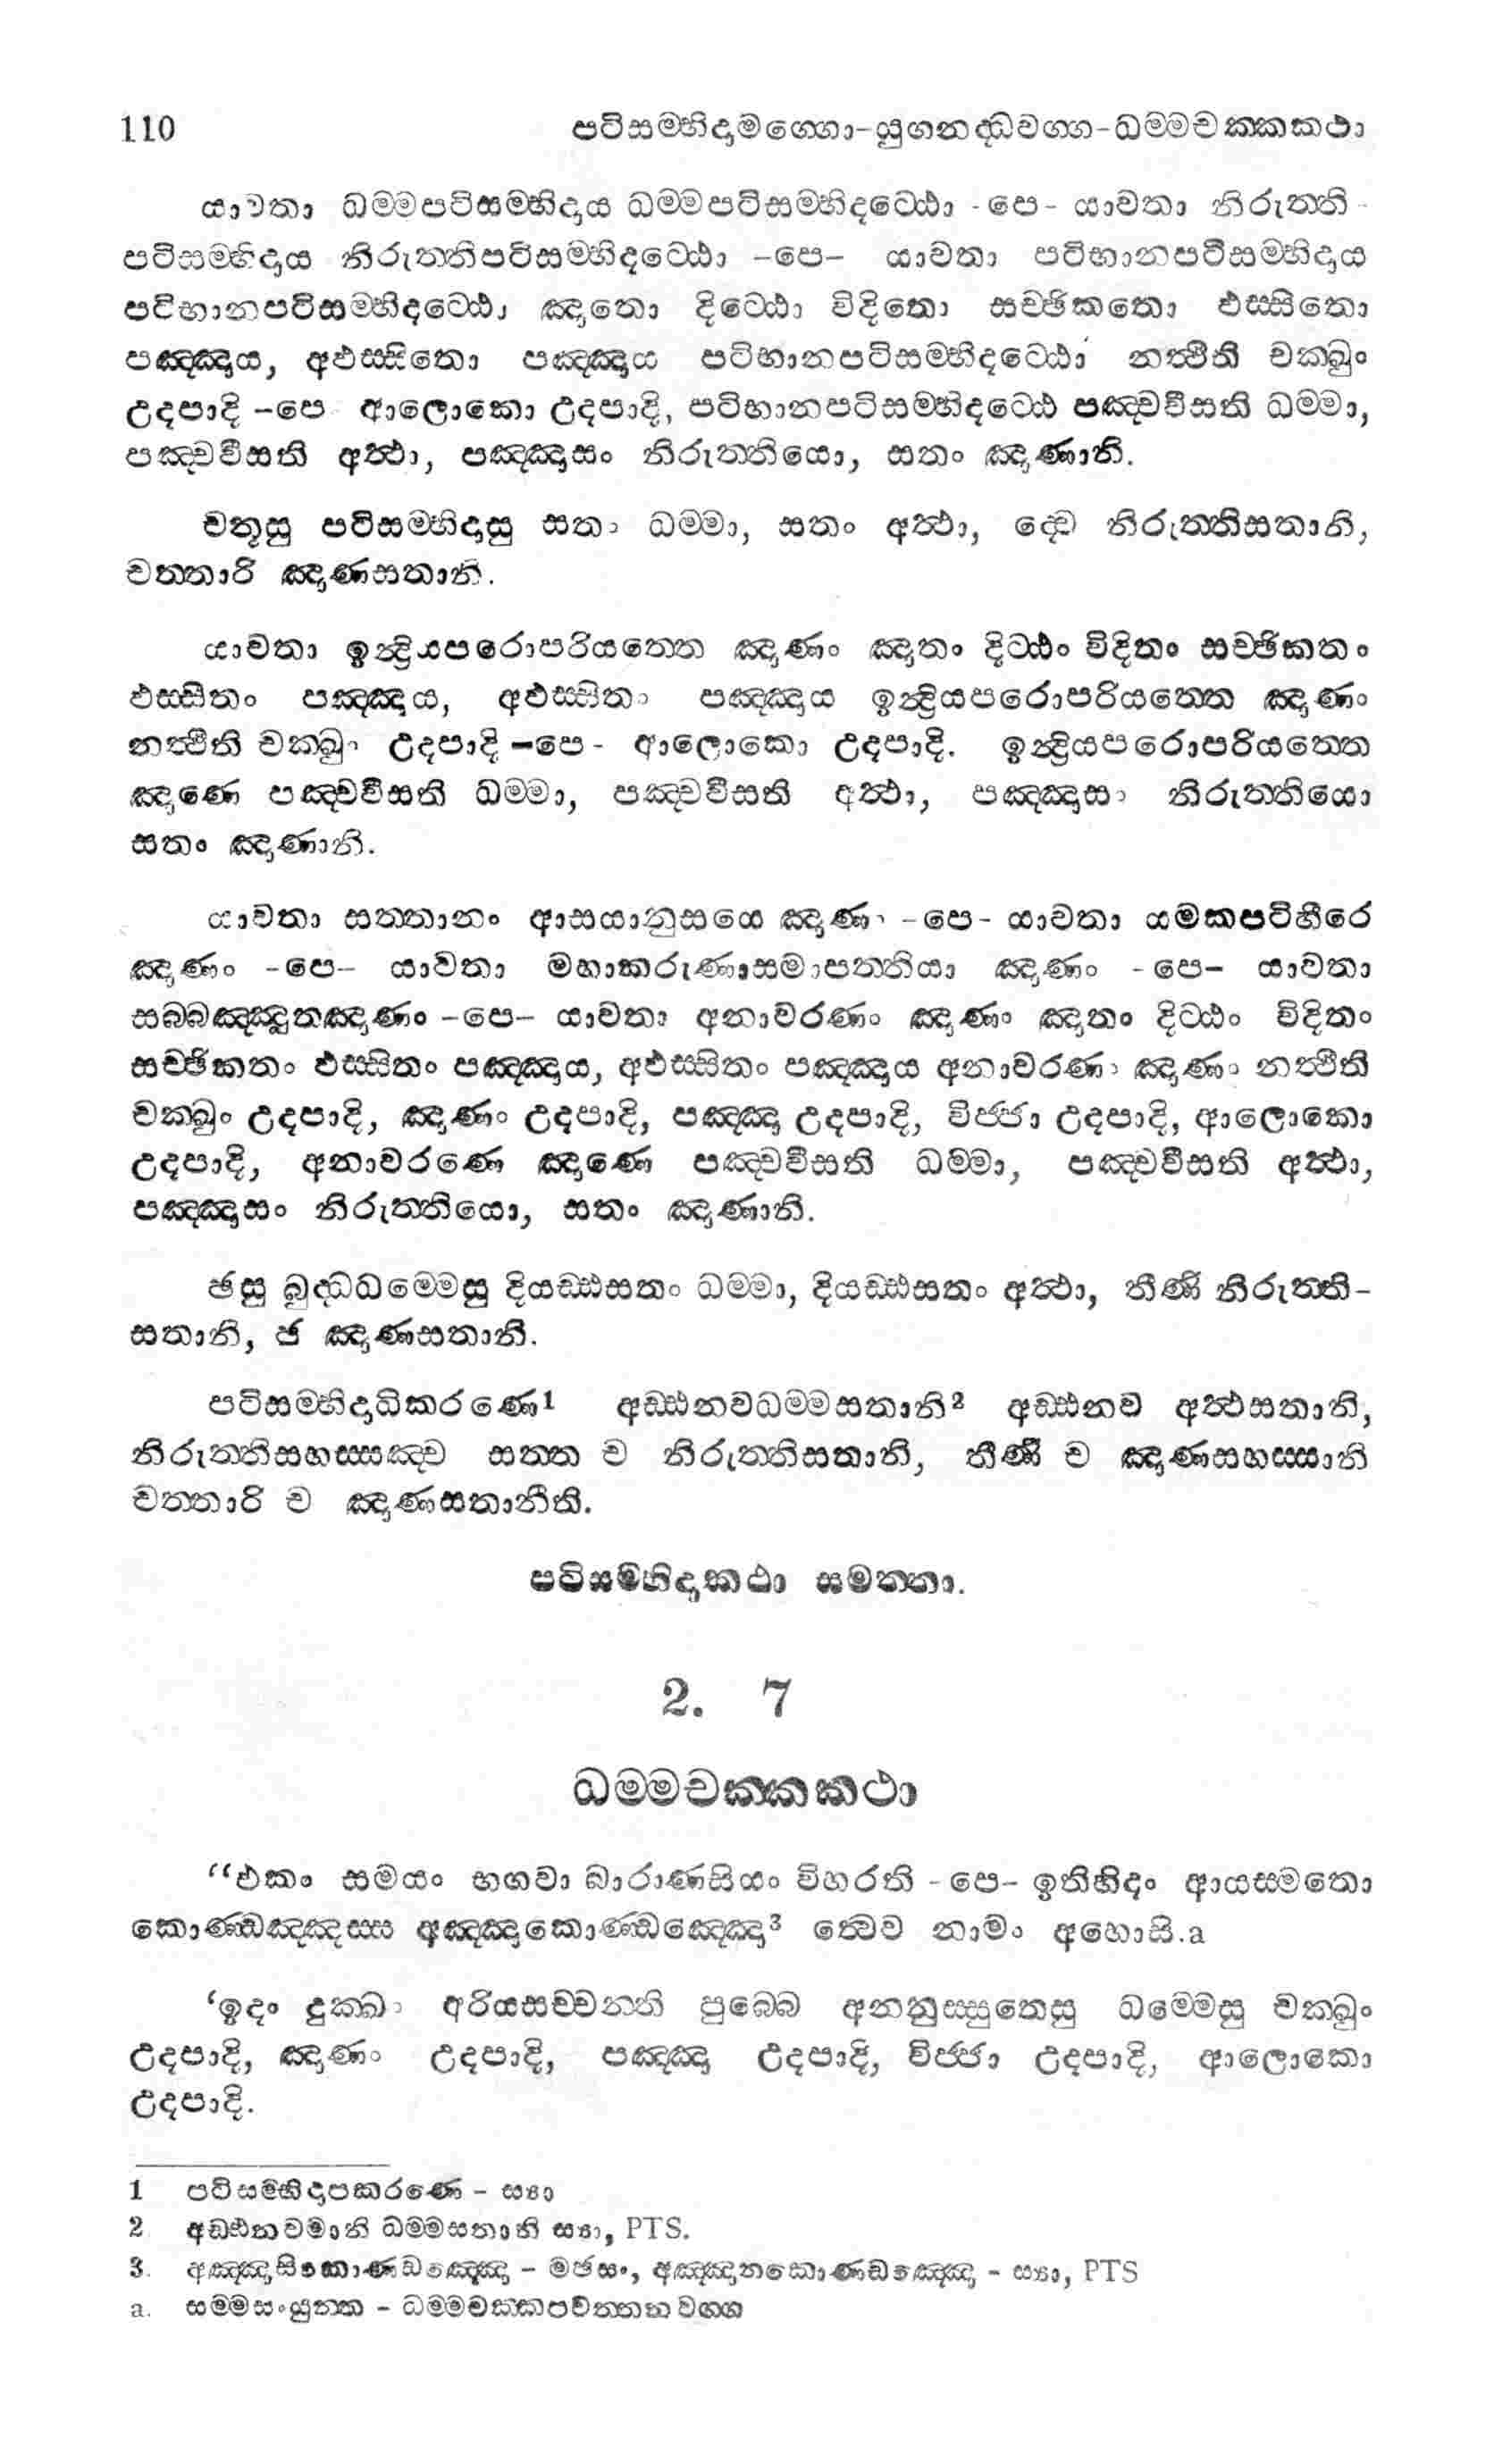 110 පටිසම්භිදාමග්ගො-යුගනද්ධවග්ග-ධම්මචක්කකථා
යාවතා ධම්මපටිසම්භිදාය ධම්මපටිසම්භිදට්ඨො -පෙ- යාවතා නිරුත්ති-
පටිසම්භිදාය නිරුත්තිපටිසම්භිදට්ඨො -පෙ- යාවතා පටිභානපටිසම්භිදාය
පටිභානපටිසම්භිදට්ඨො ඤාතො දිට්ඨො විදිතො සච්ඡිකතො ඵස්සිතො
පඤ්ඤාය, අඵස්සිතො පඤ්ඤාය පටිභානපටිසම්භිදට්ඨො නත්ථීති චක්ඛුං
උදපාදි -පෙ- ආලොකො උදපාදි, පටිභානපටිසම්භිදට්ඨෙ පඤ්චවීසති ධම්මා,
පඤ්චවීසති අත්ථා, පඤ්ඤාසං නිරුත්තියො, සතං ඤාණානි.
චතූසු පටිසම්භිදාසු සතං ධම්මා, සතං අත්ථා, ද්වෙ නිරුත්තිසතානි,
චත්තාරි ඤාණසතානි.
යාවතා ඉන්ද්‍රියපරොපරියත්තෙ ඤාණං ඤාතං දිට්ඨං විදිතං සච්ඡිකතං
ඵස්සිතං පඤ්ඤාය, අඵස්සිතං පඤ්ඤාය ඉන්ද්‍රියපරොපරියත්තෙ ඤාණං
නත්ථීති චක්ඛුං උදපාදි -පෙ- ආලොකො උදපාදි. ඉන්ද්‍රියපරොපරියත්තෙ
ඤාණෙ පඤ්චවීසති ධම්මා, පඤ්චවීසති අත්ථා, පඤ්ඤාසං නිරුත්තියො
සතං ඤාණානි.
යාවතා සත්තානං ආසයානුසයෙ ඤාණං -පෙ- යාවතා යමකපටිහීරෙ
ඤාණං -පෙ- යාවතා මහාකරුණාසමාපත්තියා ඤාණං -පෙ- යාවතා
සබ්බඤ්ඤුතඤාණං -පෙ- යාවතා අනාවරණං ඤාණං ඤාතං දිට්ඨං විදිතං
සච්ඡිකතං ඵස්සිතං පඤ්ඤාය, අඵස්සිතං පඤ්ඤාය අනාවරණං ඤාණං නත්ථීති
චක්ඛුං උදපාදි, ඤාණං උදපාදි, පඤ්ඤා උදපාදි, විජ්ජා උදපාදි, ආලොකො
උදපාදි, අනාවරණෙ ඤාණෙ පඤ්චවීසති ධම්මා, පඤ්චවීසති අත්ථා,
පඤ්ඤාසං නිරුත්තියො, සතං ඤාණානි.
ඡසු බුද්ධධම්මෙසු දියඩ්ඪසතං ධම්මා, දියඩ්ඪසතං අත්ථා, තීණි නිරුත්ති-
සතානි, ඡ ඤාණසතානි.
පටිසම්භිදාධිකරණෙ1 අඩ්ඪනවධම්මසතානි2 අඩ්ඪනව අත්ථසතානි,
නිරුත්තිසහස්සඤ්ච සත්ත ච නිරුත්තිසතානි, තීණි ච ඤාණසහස්සානි
චත්තාරි ච ඤාණසතානීති.
පටිසම්භිදාකථා සමත්තා.
2. 7
ධම්මචක්කකථා
“එකං සමයං භගවා බාරාණසියං විහරති -පෙ- ඉතිහිදං ආයස්මතො
කොණ්ඩඤ්ඤස්ස අඤ්ඤාකොණ්ඩඤ්ඤො3 ත්වෙව නාමං අහොසි.a
‘ඉදං දුක්ඛං අරියසච්චන්ති පුබ්බෙ අනනුස්සුතෙසු ධම්මෙසු චක්ඛුං
උදපාදි, ඤාණං උදපාදි, පඤ්ඤා උදපාදි, විජ්ජා උදපාදි, ආලොකො
උදපාදි.
1 පටිසම්භිදාපකරණෙ - ස්‍යා
2 අඩ්ඪනවමානි ධම්මසතානි ස්‍යා, PTS.
3. අඤ්ඤාසිකොණ්ඩඤ්ඤො - මඡසං, අඤ්ඤාතකොණ්ඩඤ්ඤො - ස්‍යා, PTS
a. සම්මසංයුත්ත - ධම්මචක්කපවත්තන වග්ග